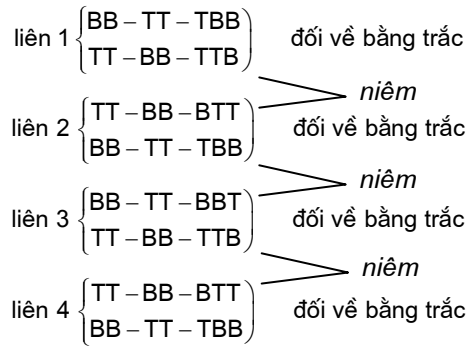 BB – TT – TBB
liên 1 đối về bằng trắc
TT – BB – TTB
niêm
TT – BB – BTT
liên 2 đối về bằng trắc
BB – TT – TBB
niêm
BB – TT – BBT
liên 3 đối về bằng trắc
TT – BB – TTB
niêm
TT – BB – BTT
liên 4 đối về bằng trắc
BB – TT – TBB